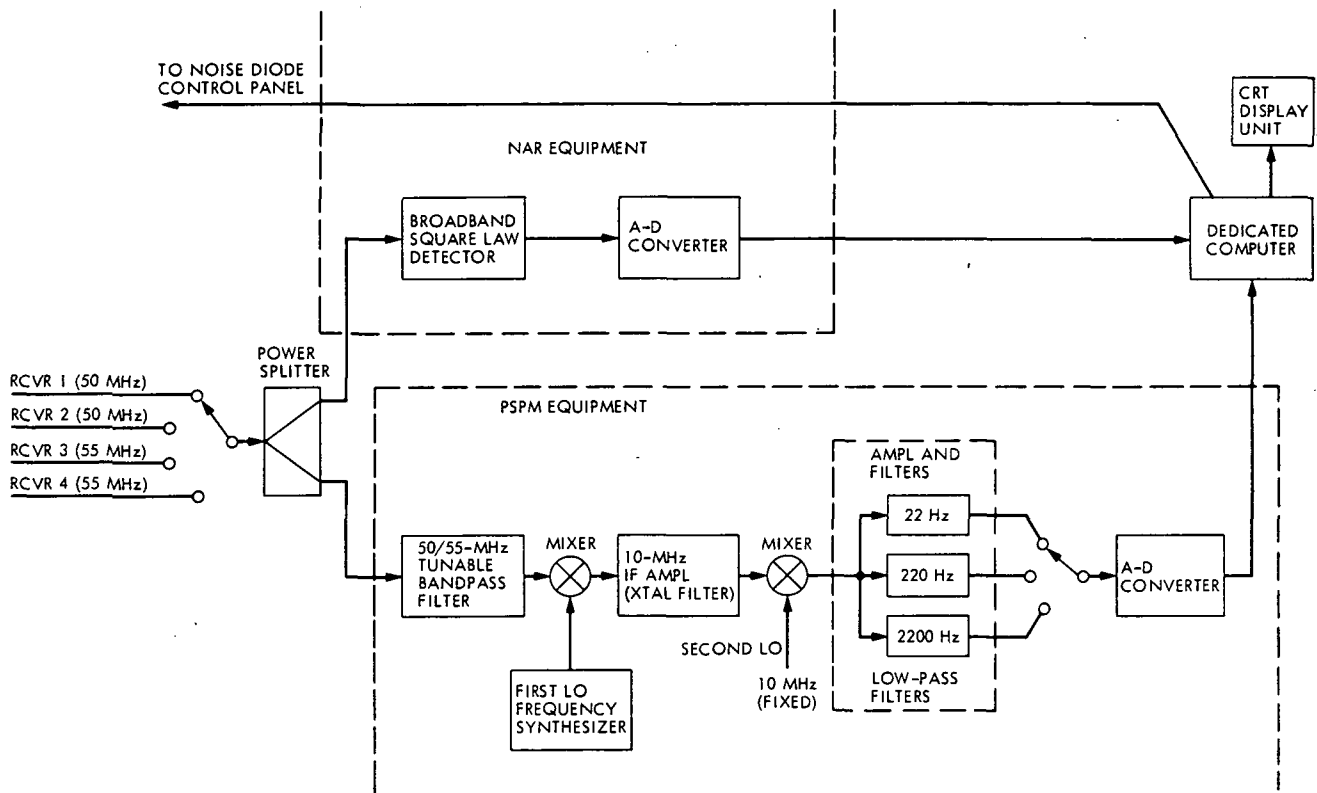 TO NOISE DIODE
CONTROL PANEL
CRT
DISPLAY
UNIT
NAR EQUIPMENT
BROADBAND
SQUARE LAW
DETECTOR
A-D
CONVERTER
DEDICATED
COMPUTER
POWER
SPLITTER
RCVR 1 (50 MHz)
RCVR 2 (50 MHz)
RCVR 3 (55 MHz)
RCVR 4 (55 MHz)
PSPM EQUIPMENT
AMPL AND
FILTERS
22 Hz
220 Hz
2200 Hz
LOW-PASS
FILTERS
50/55-MHz
TUNABLE
BANDPASS
FILTER
MIXER
10-MHz
IF AMPL
(XTAL FILTER)
MIXER
A-D
CONVERTER
SECOND LO
10 MHz
(FIXED)
FIRST LO
FREQUENCY
SYNTHESIZER